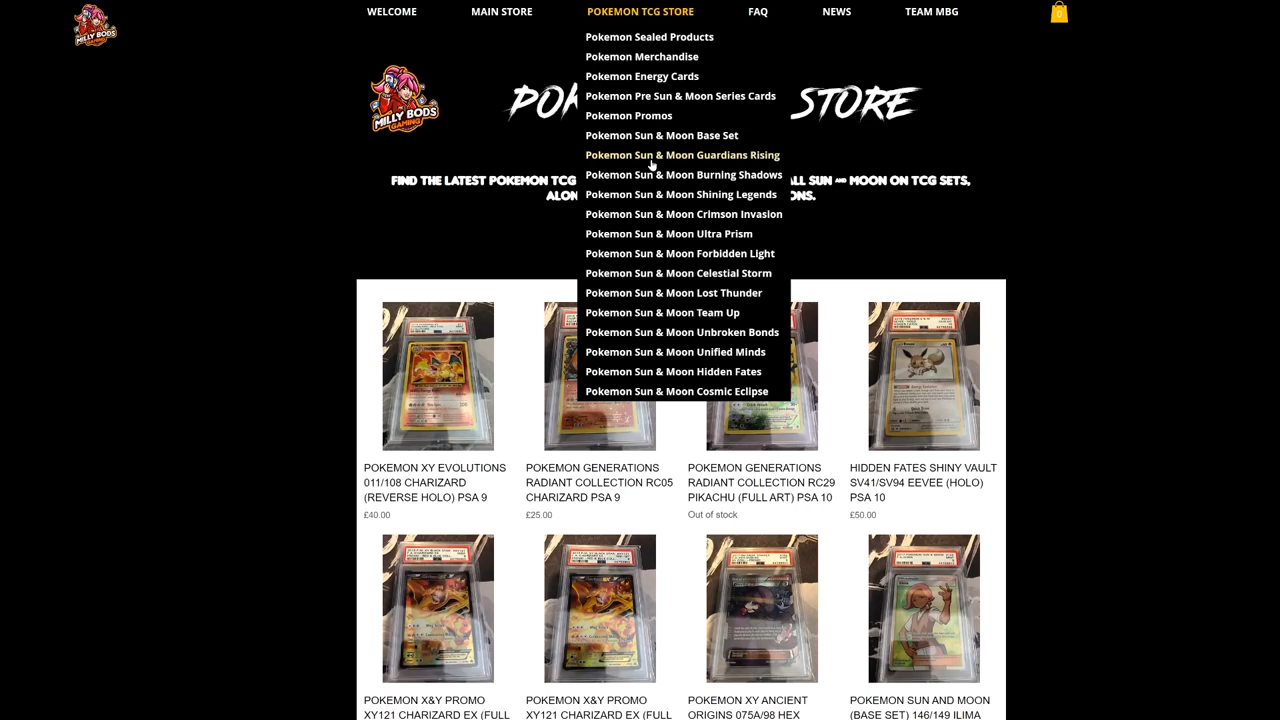 WELCOME MAIN STORE POKEMON TCG STORE FAQ NEWS TEAM MBG 0
MILLY BODS
GAMING
Pokemon Sealed Products
Pokemon Merchandise
Pokemon Energy Cards
Pokemon Pre Sun & Moon Series Cards
Pokemon Promos
Pokemon Sun & Moon Base Set
Pokemon Sun & Moon Guardians Rising
Pokemon Sun & Moon Burning Shadows
Pokemon Sun & Moon Shining Legends
Pokemon Sun & Moon Crimson Invasion
Pokemon Sun & Moon Ultra Prism
Pokemon Sun & Moon Forbidden Light
Pokemon Sun & Moon Celestial Storm
Pokemon Sun & Moon Lost Thunder
Pokemon Sun & Moon Team Up
Pokemon Sun & Moon Unbroken Bonds
Pokemon Sun & Moon Unified Minds
Pokemon Sun & Moon Hidden Fates
Pokemon Sun & Moon Cosmic Eclipse
MILLY BODS
GAMING
STORE
FIND THE LATEST POKEMON TCG ALL SUN AND MOON ON TCG SETS,
POKEMON XY EVOLUTIONS
011/108 CHARIZARD
(REVERSE HOLO) PSA 9
£40.00
POKEMON GENERATIONS
RADIANT COLLECTION RC05
CHARIZARD PSA 9
£25.00
POKEMON GENERATIONS
RADIANT COLLECTION RC29
PIKACHU (FULL ART) PSA 10
Out of stock
HIDDEN FATES SHINY VAULT
SV41/SV94 EEVEE (HOLO)
PSA 10
£50.00
POKEMON X&Y PROMO
XY121 CHARIZARD EX (FULL
POKEMON X&Y PROMO
XY121 CHARIZARD EX (FULL
POKEMON XY ANCIENT
ORIGINS 075A/98 HEX
POKEMON SUN AND MOON
(BASE SET) 146/149 ILIMA